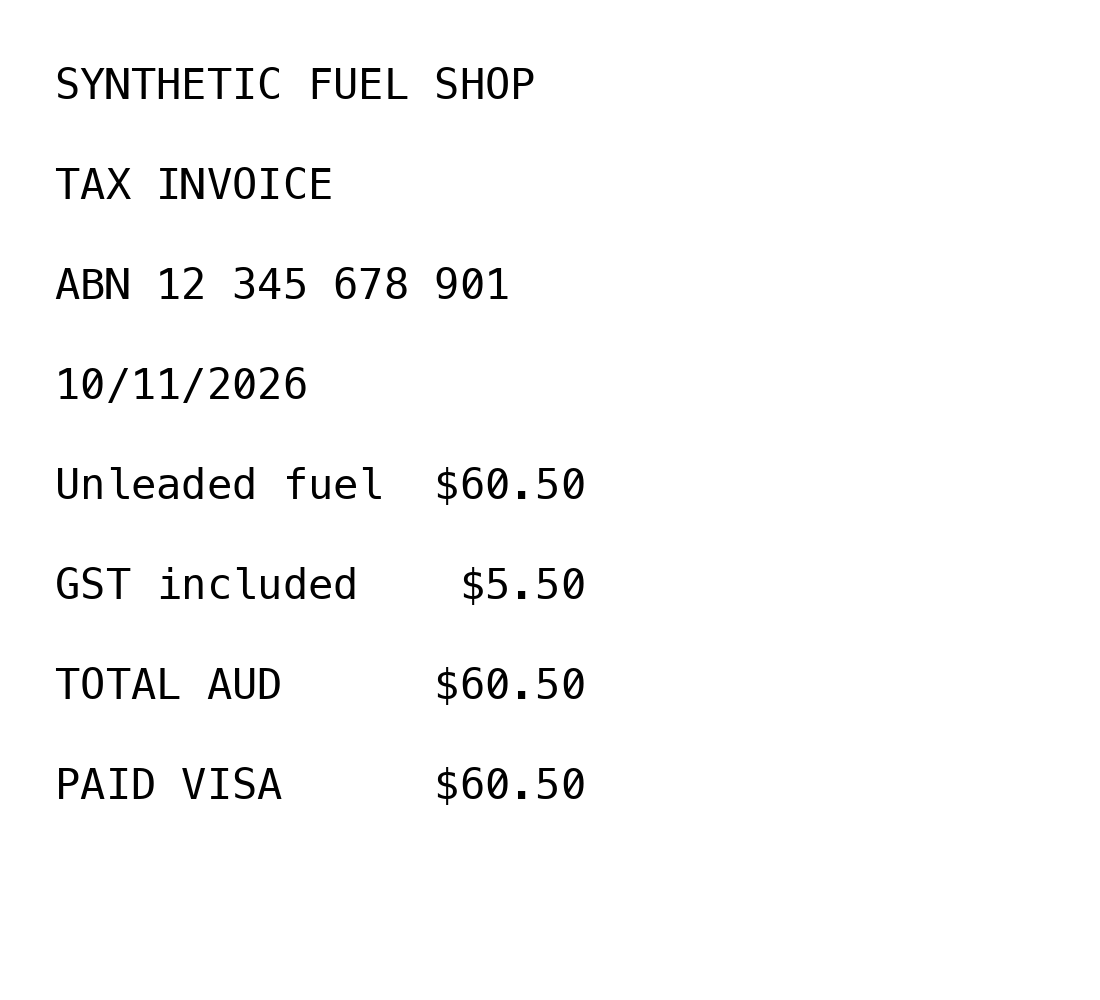 SYNTHETIC FUEL SHOP
TAX INVOICE
ABN 12 345 678 901
10/11/2026
Unleaded fuel  $60.50
GST included    $5.50
TOTAL AUD      $60.50
PAID VISA      $60.50